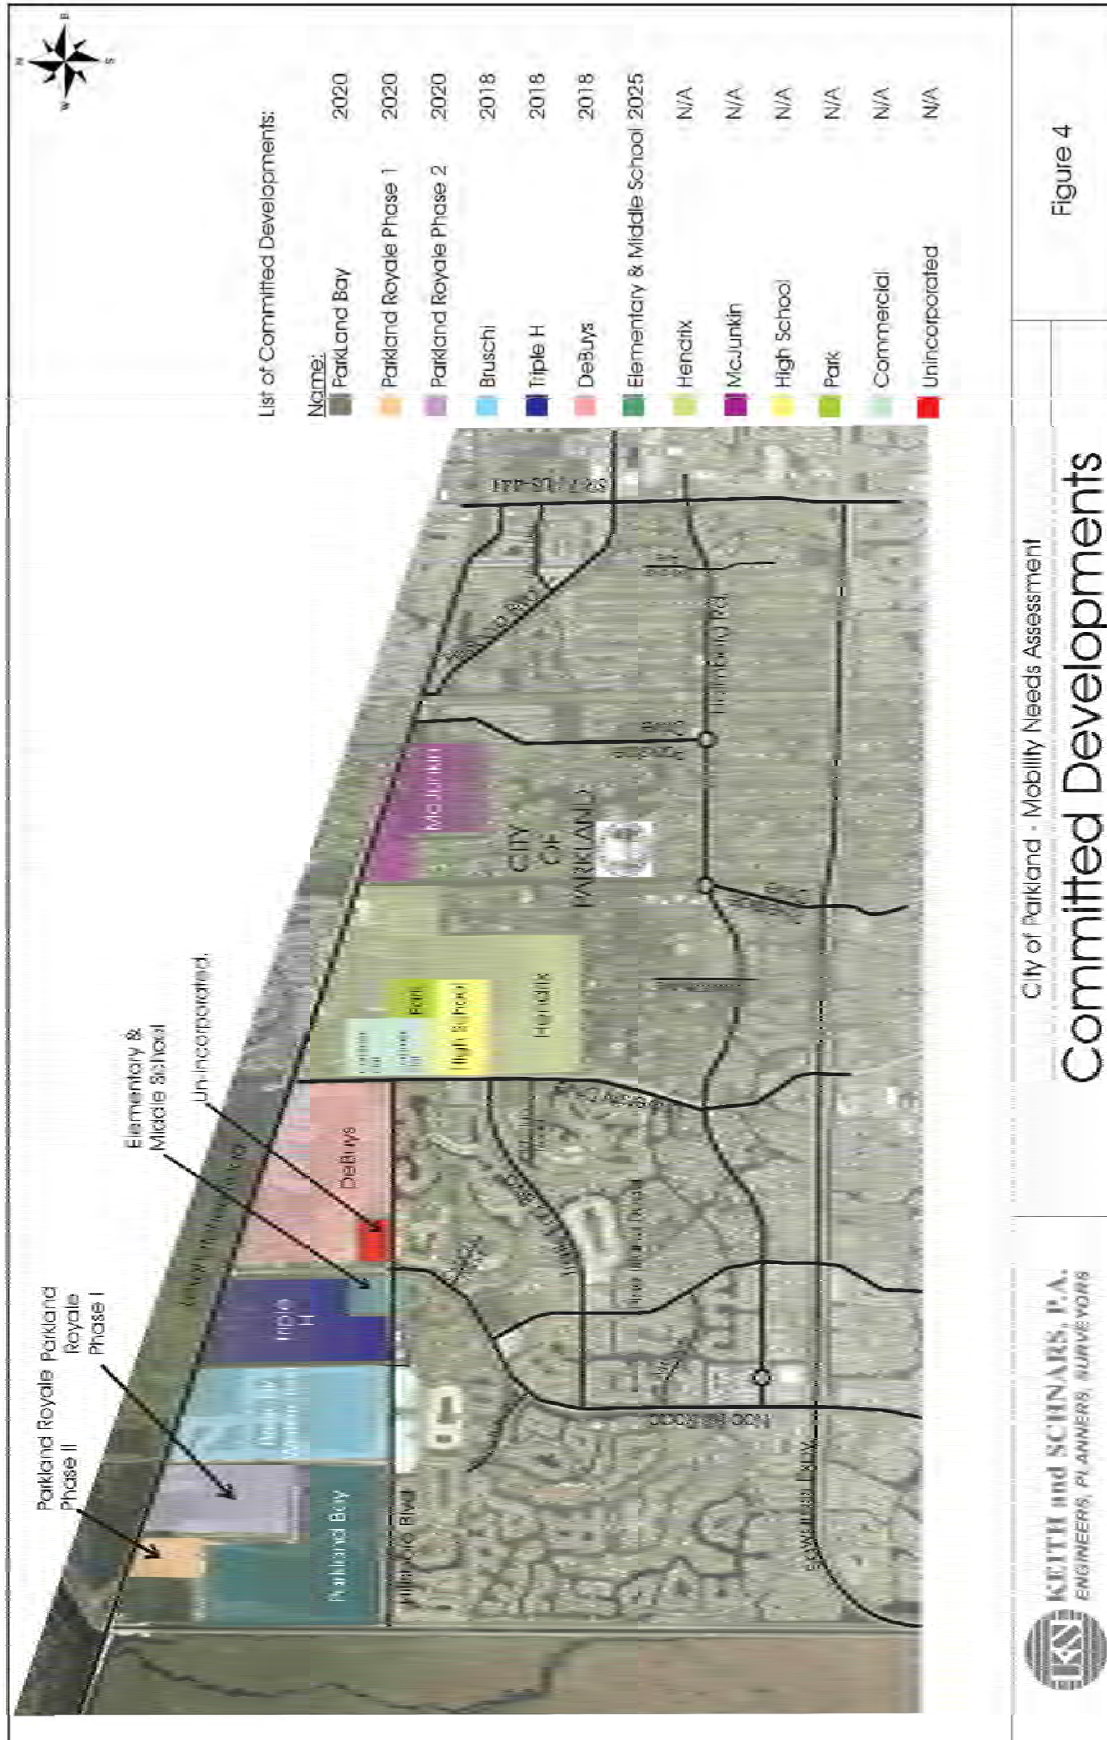 N
W
E
S
List of Committed Developments:
Name:
ParkLand Bay 2020
Parkland Royale Phase 1 2020
Parkland Royale Phase 2 2020
Bruschi 2018
Triple H 2018
DeBuys 2018
Elementary & Middle School 2025
Hendrix N/A
McJunkin N/A
High School N/A
Park N/A
Commercial N/A
Unincorporated N/A
Parkland Royale
Phase II
Parkland
Royale
Phase I
Elementary &
Middle School
Unincorporated
Parkland Bay
Triple
H
DeBuys
High School
Park
Hendrix
McJunkin
CITY
OF
PARKLAND
Holmberg Rd
SR-7 / US-441
Nob Hill Road
Sawgrass Expy
City of Parkland - Mobility Needs Assessment
Committed Developments
Figure 4
KSI
KEITH and SCHNARS, P.A.
ENGINEERS, PLANNERS, SURVEYORS